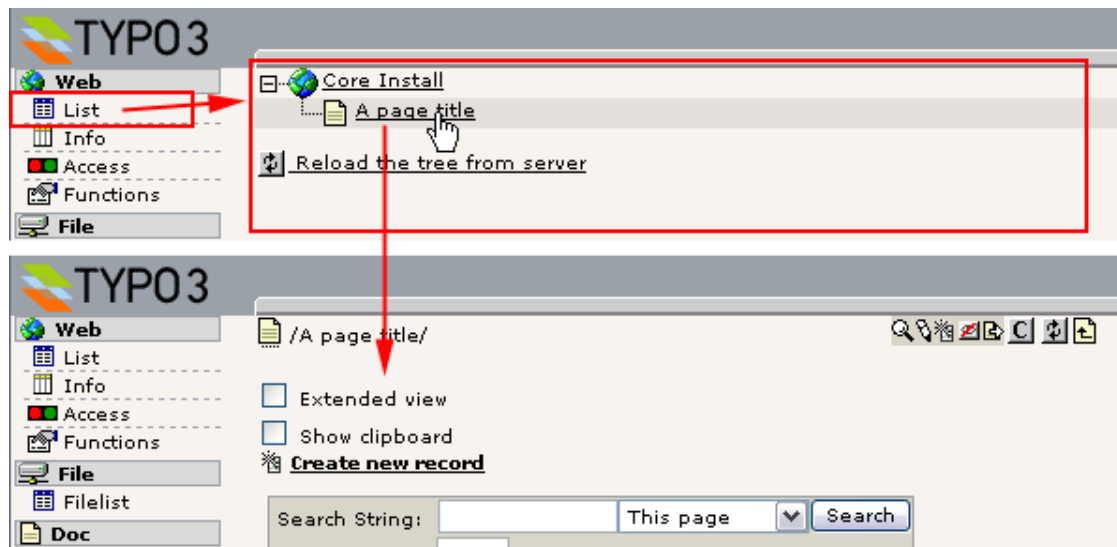 TYPO3
Web
List
Info
Access
Functions
File
Core Install
A page title
Reload the tree from server
TYPO3
Web
List
Info
Access
Functions
File
Filelist
Doc
/A page title/
C
Extended view
Show clipboard
Create new record
Search String: This page Search